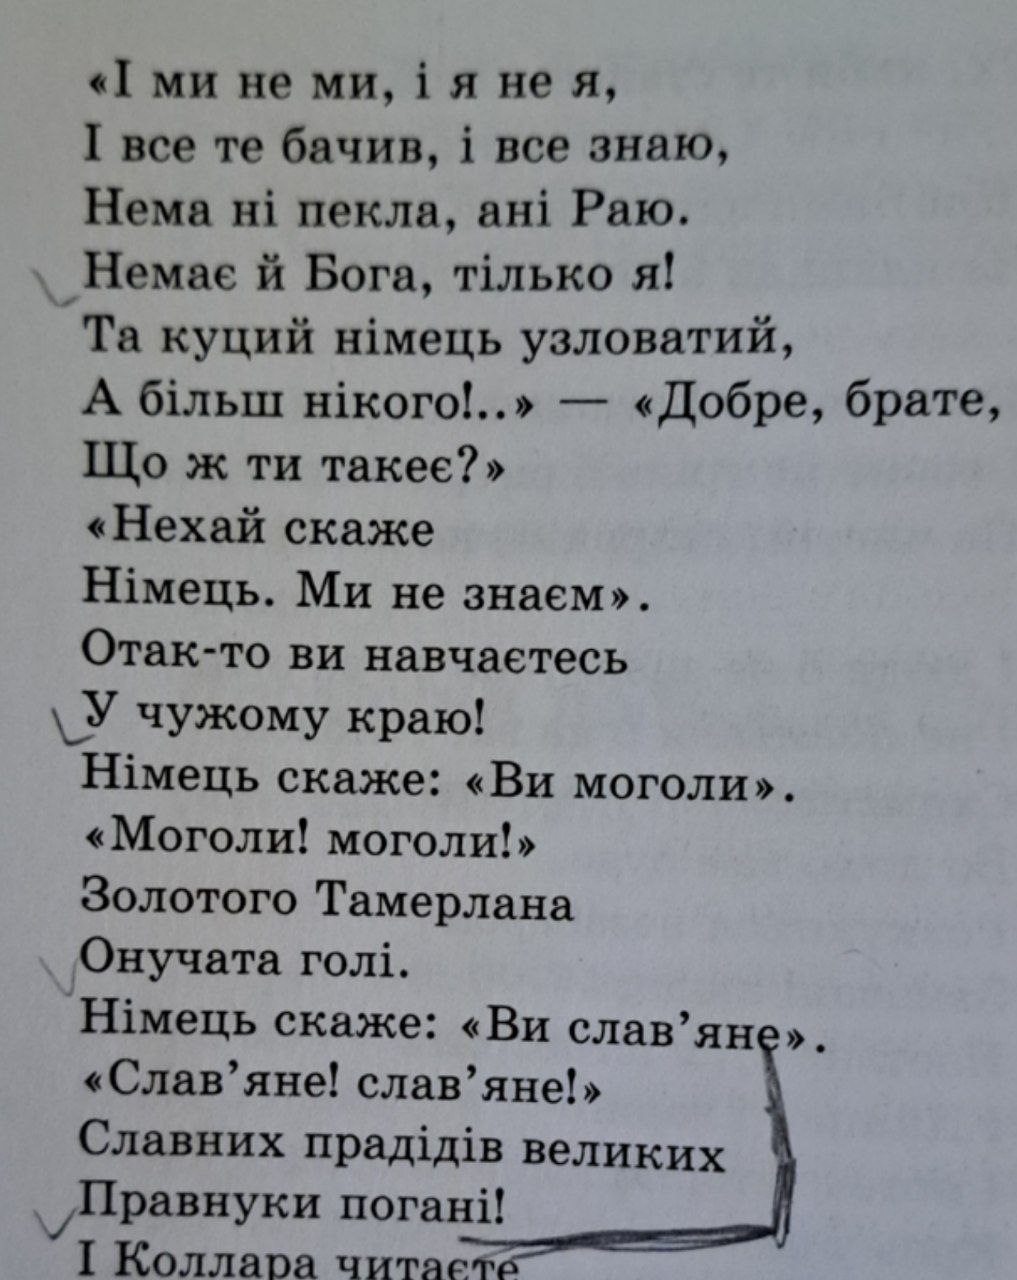 «І ми не ми, і я не я,
І все те бачив, і все знаю,
Нема ні пекла, ані Раю.
Немає й Бога, тілько я!
Та куций німець узловатий,
А більш нікого!..» — «Добре, брате,
Що ж ти такеє?»
«Нехай скаже
Німець. Ми не знаєм».
Отак-то ви навчаєтесь
У чужому краю!
Німець скаже: «Ви моголи».
«Моголи! моголи!»
Золотого Тамерлана
Онучата голі.
Німець скаже: «Ви слав’яне».
«Слав’яне! слав’яне!»
Славних прадідів великих
Правнуки погані!
І Коллара читаєте